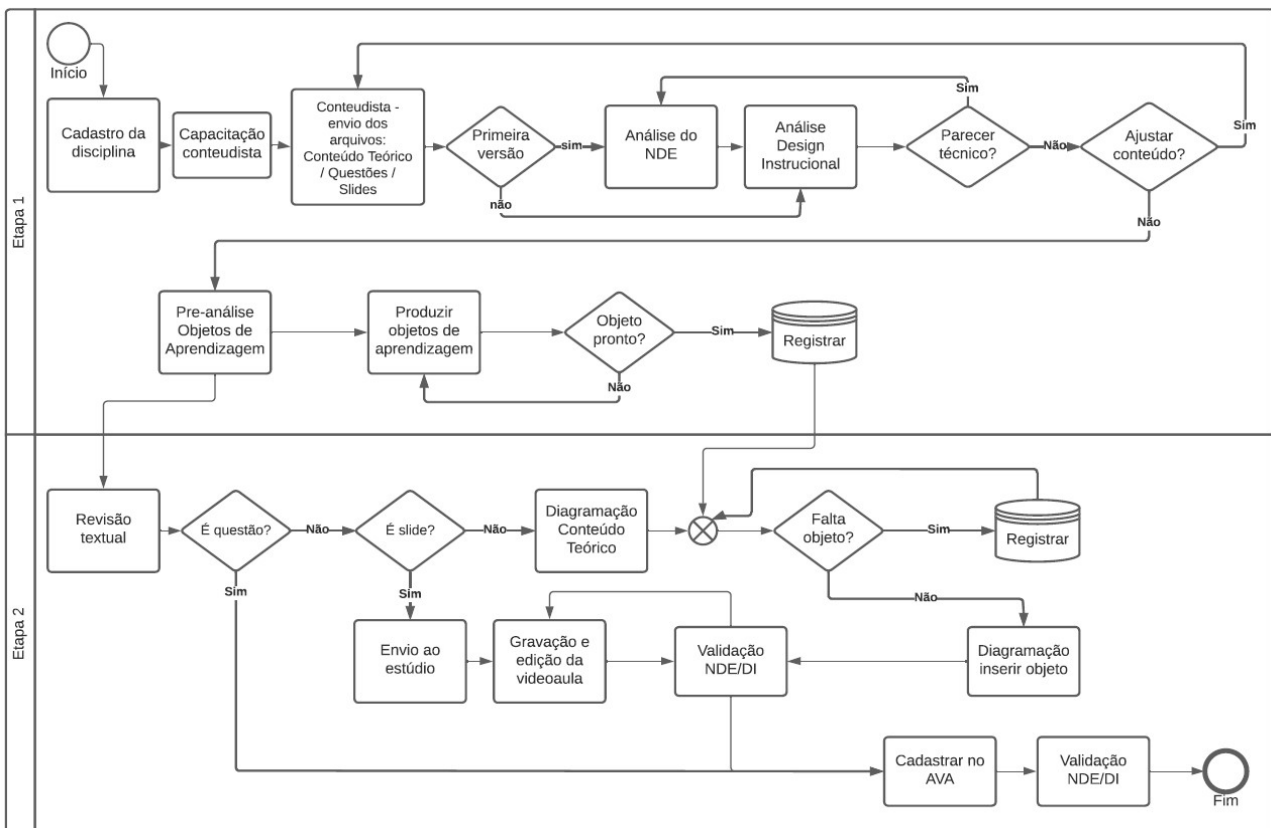 Etapa 1
Início
Cadastro da
disciplina
Capacitação
conteudista
Conteudista -
envio dos
arquivos:
Conteúdo Teórico
/ Questões /
Slides
Primeira
versão
sim
não
Análise do
NDE
Análise
Design
Instrucional
Sim
Parecer
técnico?
Não
Ajustar
conteúdo?
Sim
Não
Pre-análise
Objetos de
Aprendizagem
Produzir
objetos de
aprendizagem
Objeto
pronto?
Sim
Não
Registrar
Etapa 2
Revisão
textual
É questão?
Não
Sim
É slide?
Não
Sim
Diagramação
Conteúdo
Teórico
Falta
objeto?
Sim
Não
Registrar
Envio ao
estúdio
Gravação e
edição da
videoaula
Validação
NDE/DI
Diagramação
inserir objeto
Cadastrar no
AVA
Validação
NDE/DI
Fim